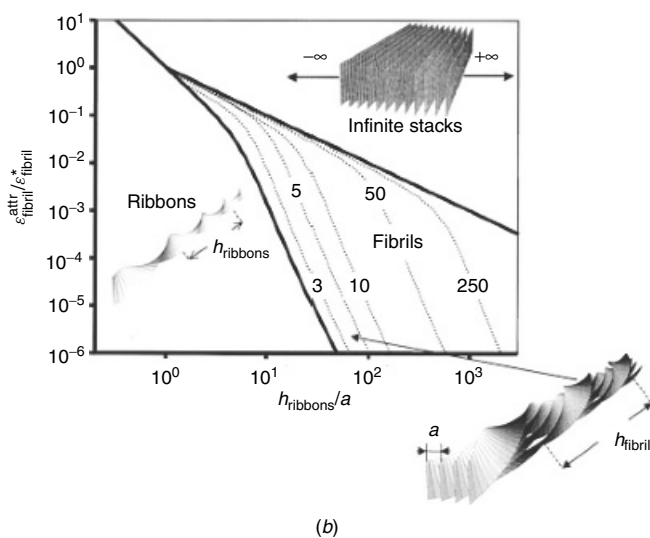 10^1
10^0
10^-1
10^-2
10^-3
10^-4
10^-5
10^-6
ε^attr_fibril/ε*_fibril
−∞
+∞
Infinite stacks
Ribbons
h_ribbons
5
50
Fibrils
3
10
250
10^0
10^1
10^2
10^3
h_ribbons/a
a
h_fibril
(b)